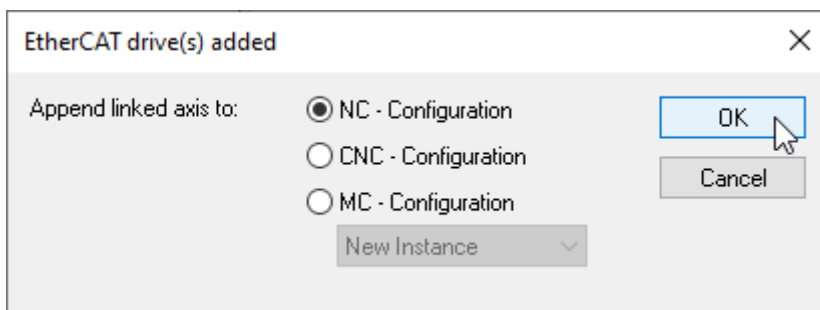 EtherCAT drive(s) added
Append linked axis to:
NC - Configuration
OK
CNC - Configuration
Cancel
MC - Configuration
New Instance